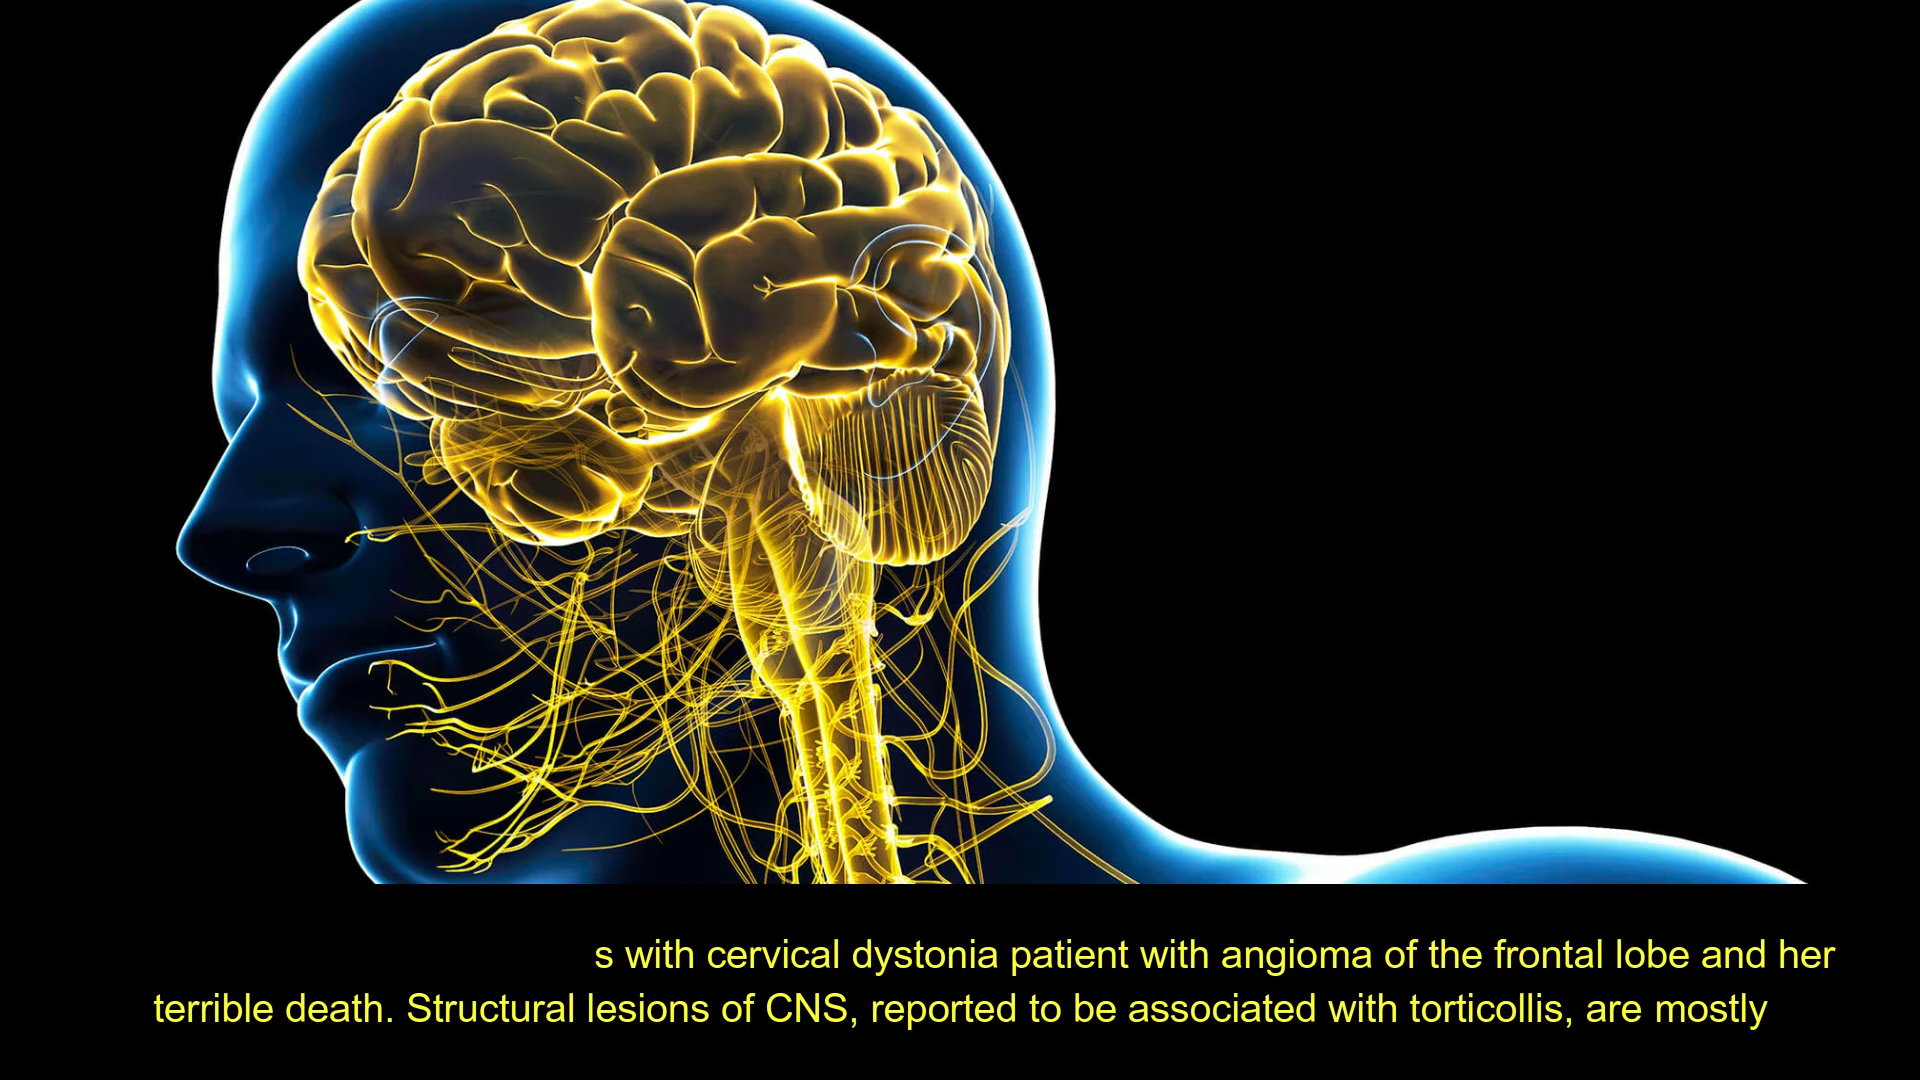 s with cervical dystonia patient with angioma of the frontal lobe and her
terrible death. Structural lesions of CNS, reported to be associated with torticollis, are mostly